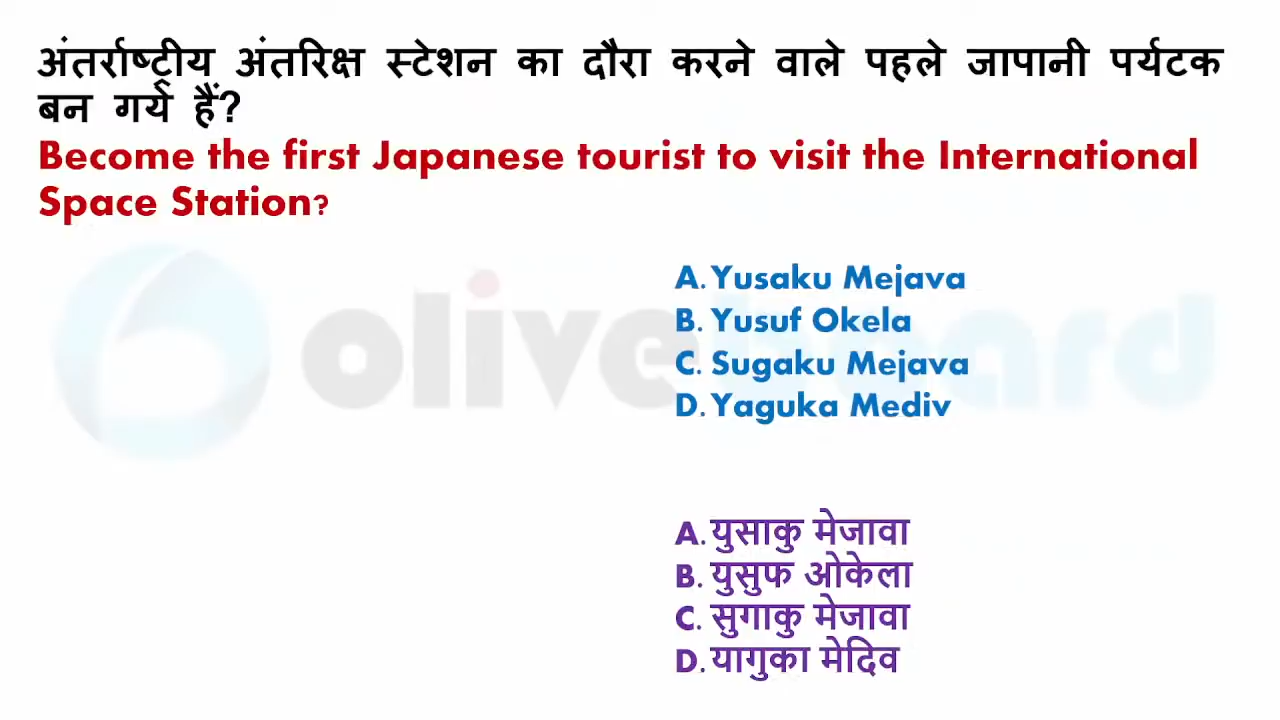 अंतर्राष्ट्रीय अंतरिक्ष स्टेशन का दौरा करने वाले पहले जापानी पर्यटक
बन गये हैं?
Become the first Japanese tourist to visit the International
Space Station?
oliveboard
A. Yusaku Mejava
B. Yusuf Okela
C. Sugaku Mejava
D. Yaguka Mediv
A. युसाकु मेजावा
B. युसुफ ओकेला
C. सुगाकु मेजावा
D. यागुका मेदिव